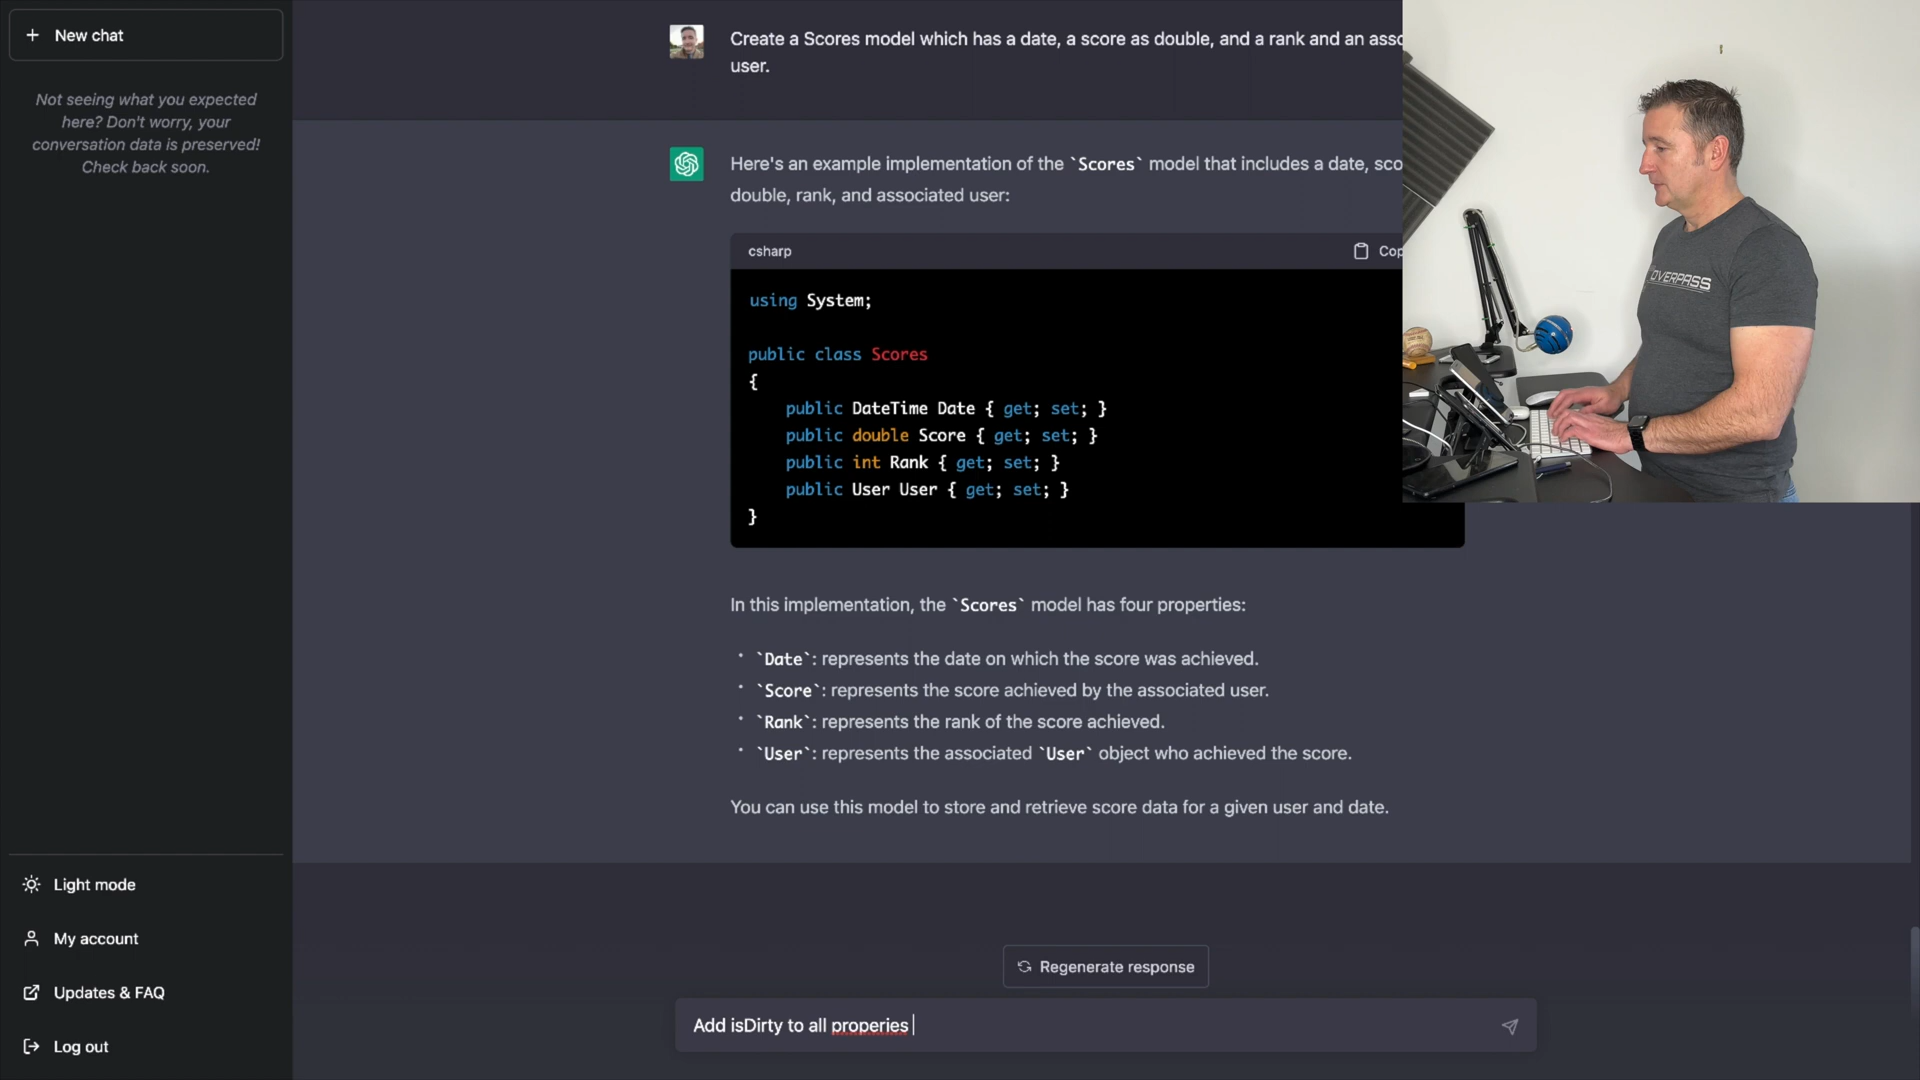 New chat
Not seeing what you expected
here? Don't worry, your
conversation data is preserved!
Check back soon.
Create a Scores model which has a date, a score as double, and a rank and an
user.
Here's an example implementation of the `Scores` model that includes a date,
double, rank, and associated user:
csharp
using System;
public class Scores
{
public DateTime Date { get; set; }
public double Score { get; set; }
public int Rank { get; set; }
public User User { get; set; }
}
OVERPASS
In this implementation, the `Scores` model has four properties:
• `Date`: represents the date on which the score was achieved.
• `Score`: represents the score achieved by the associated user.
• `Rank`: represents the rank of the score achieved.
• `User`: represents the associated `User` object who achieved the score.
You can use this model to store and retrieve score data for a given user and date.
Light mode
My account
Updates & FAQ
Log out
Regenerate response
Add isDirty to all properies